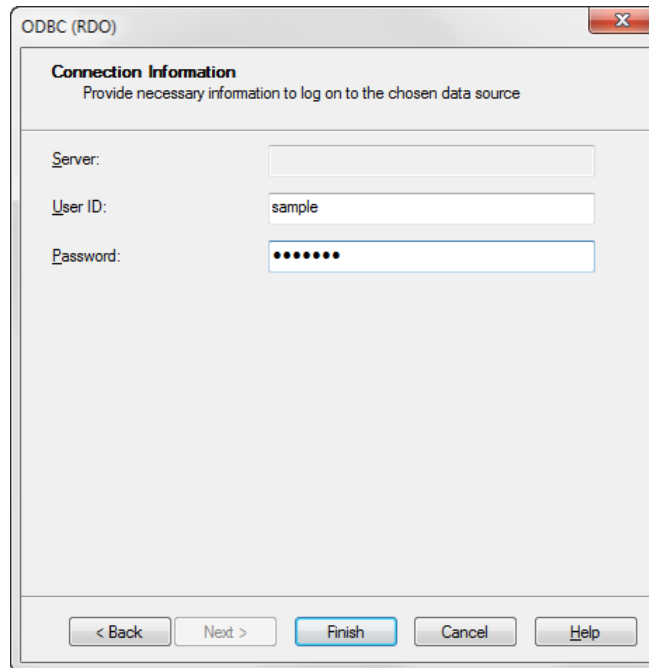 ODBC (RDO)
Connection Information
Provide necessary information to log on to the chosen data source
Server:
User ID: sample
Password: •••••••
< Back Next > Finish Cancel Help